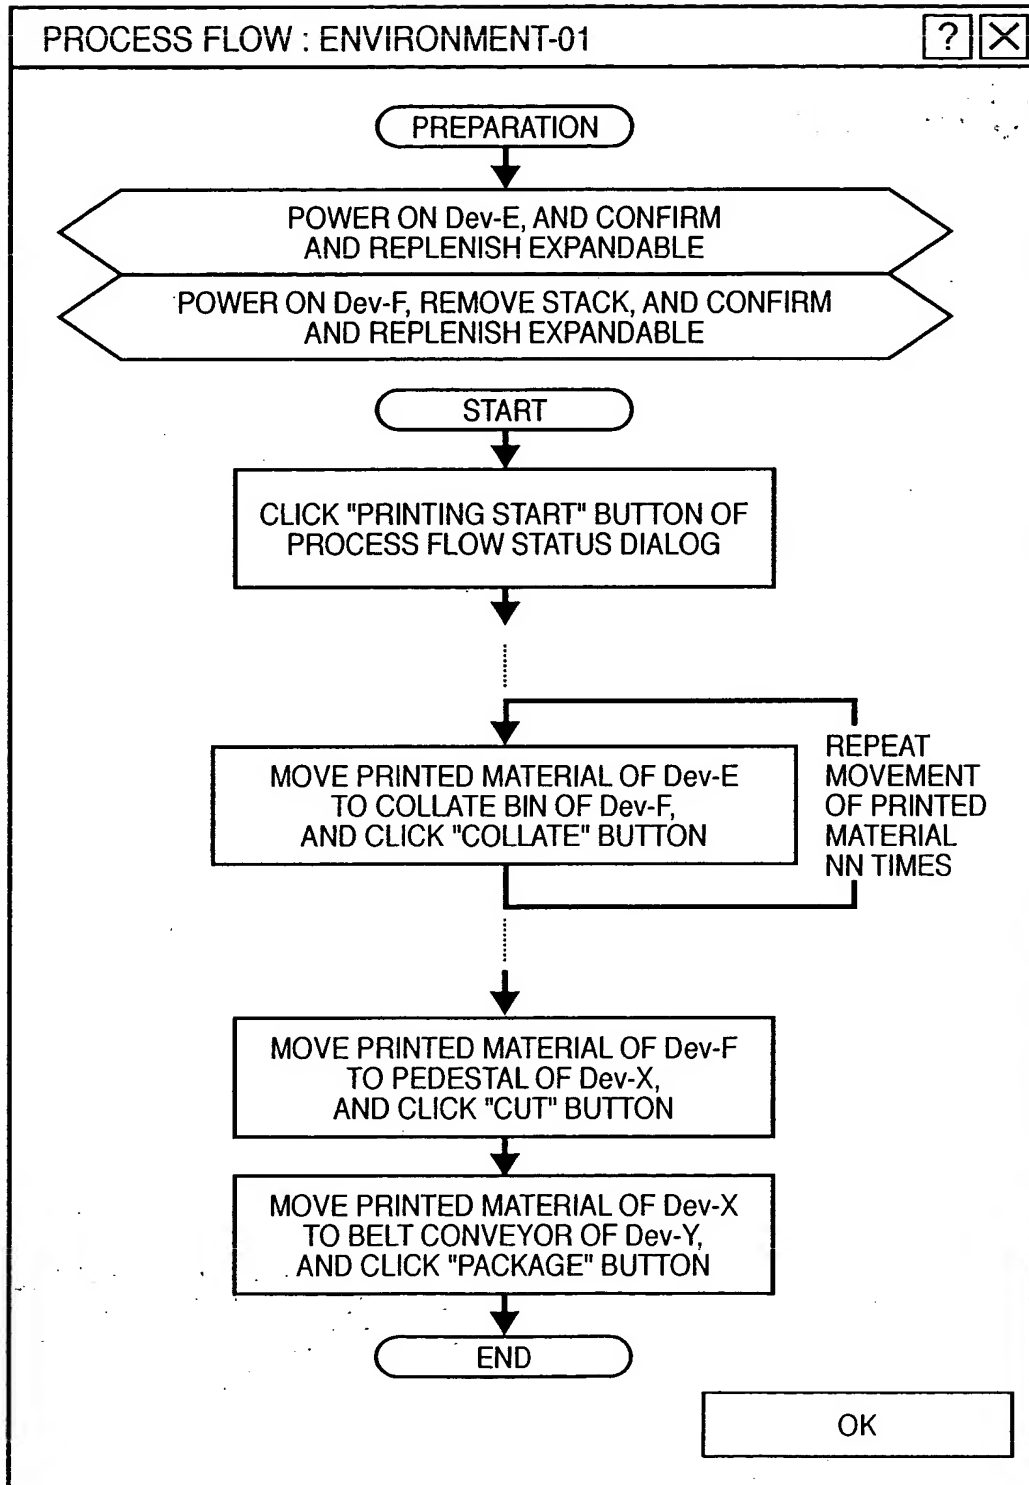 PROCESS FLOW : ENVIRONMENT-01
?
PREPARATION
POWER ON Dev-E, AND CONFIRM
AND REPLENISH EXPANDABLE
POWER ON Dev-F, REMOVE STACK, AND CONFIRM
AND REPLENISH EXPANDABLE
START
CLICK "PRINTING START" BUTTON OF
PROCESS FLOW STATUS DIALOG
MOVE PRINTED MATERIAL OF Dev-E
TO COLLATE BIN OF Dev-F,
AND CLICK "COLLATE" BUTTON
REPEAT
MOVEMENT
OF PRINTED
MATERIAL
NN TIMES
MOVE PRINTED MATERIAL OF Dev-F
TO PEDESTAL OF Dev-X,
AND CLICK "CUT" BUTTON
MOVE PRINTED MATERIAL OF Dev-X
TO BELT CONVEYOR OF Dev-Y,
AND CLICK "PACKAGE" BUTTON
END
OK